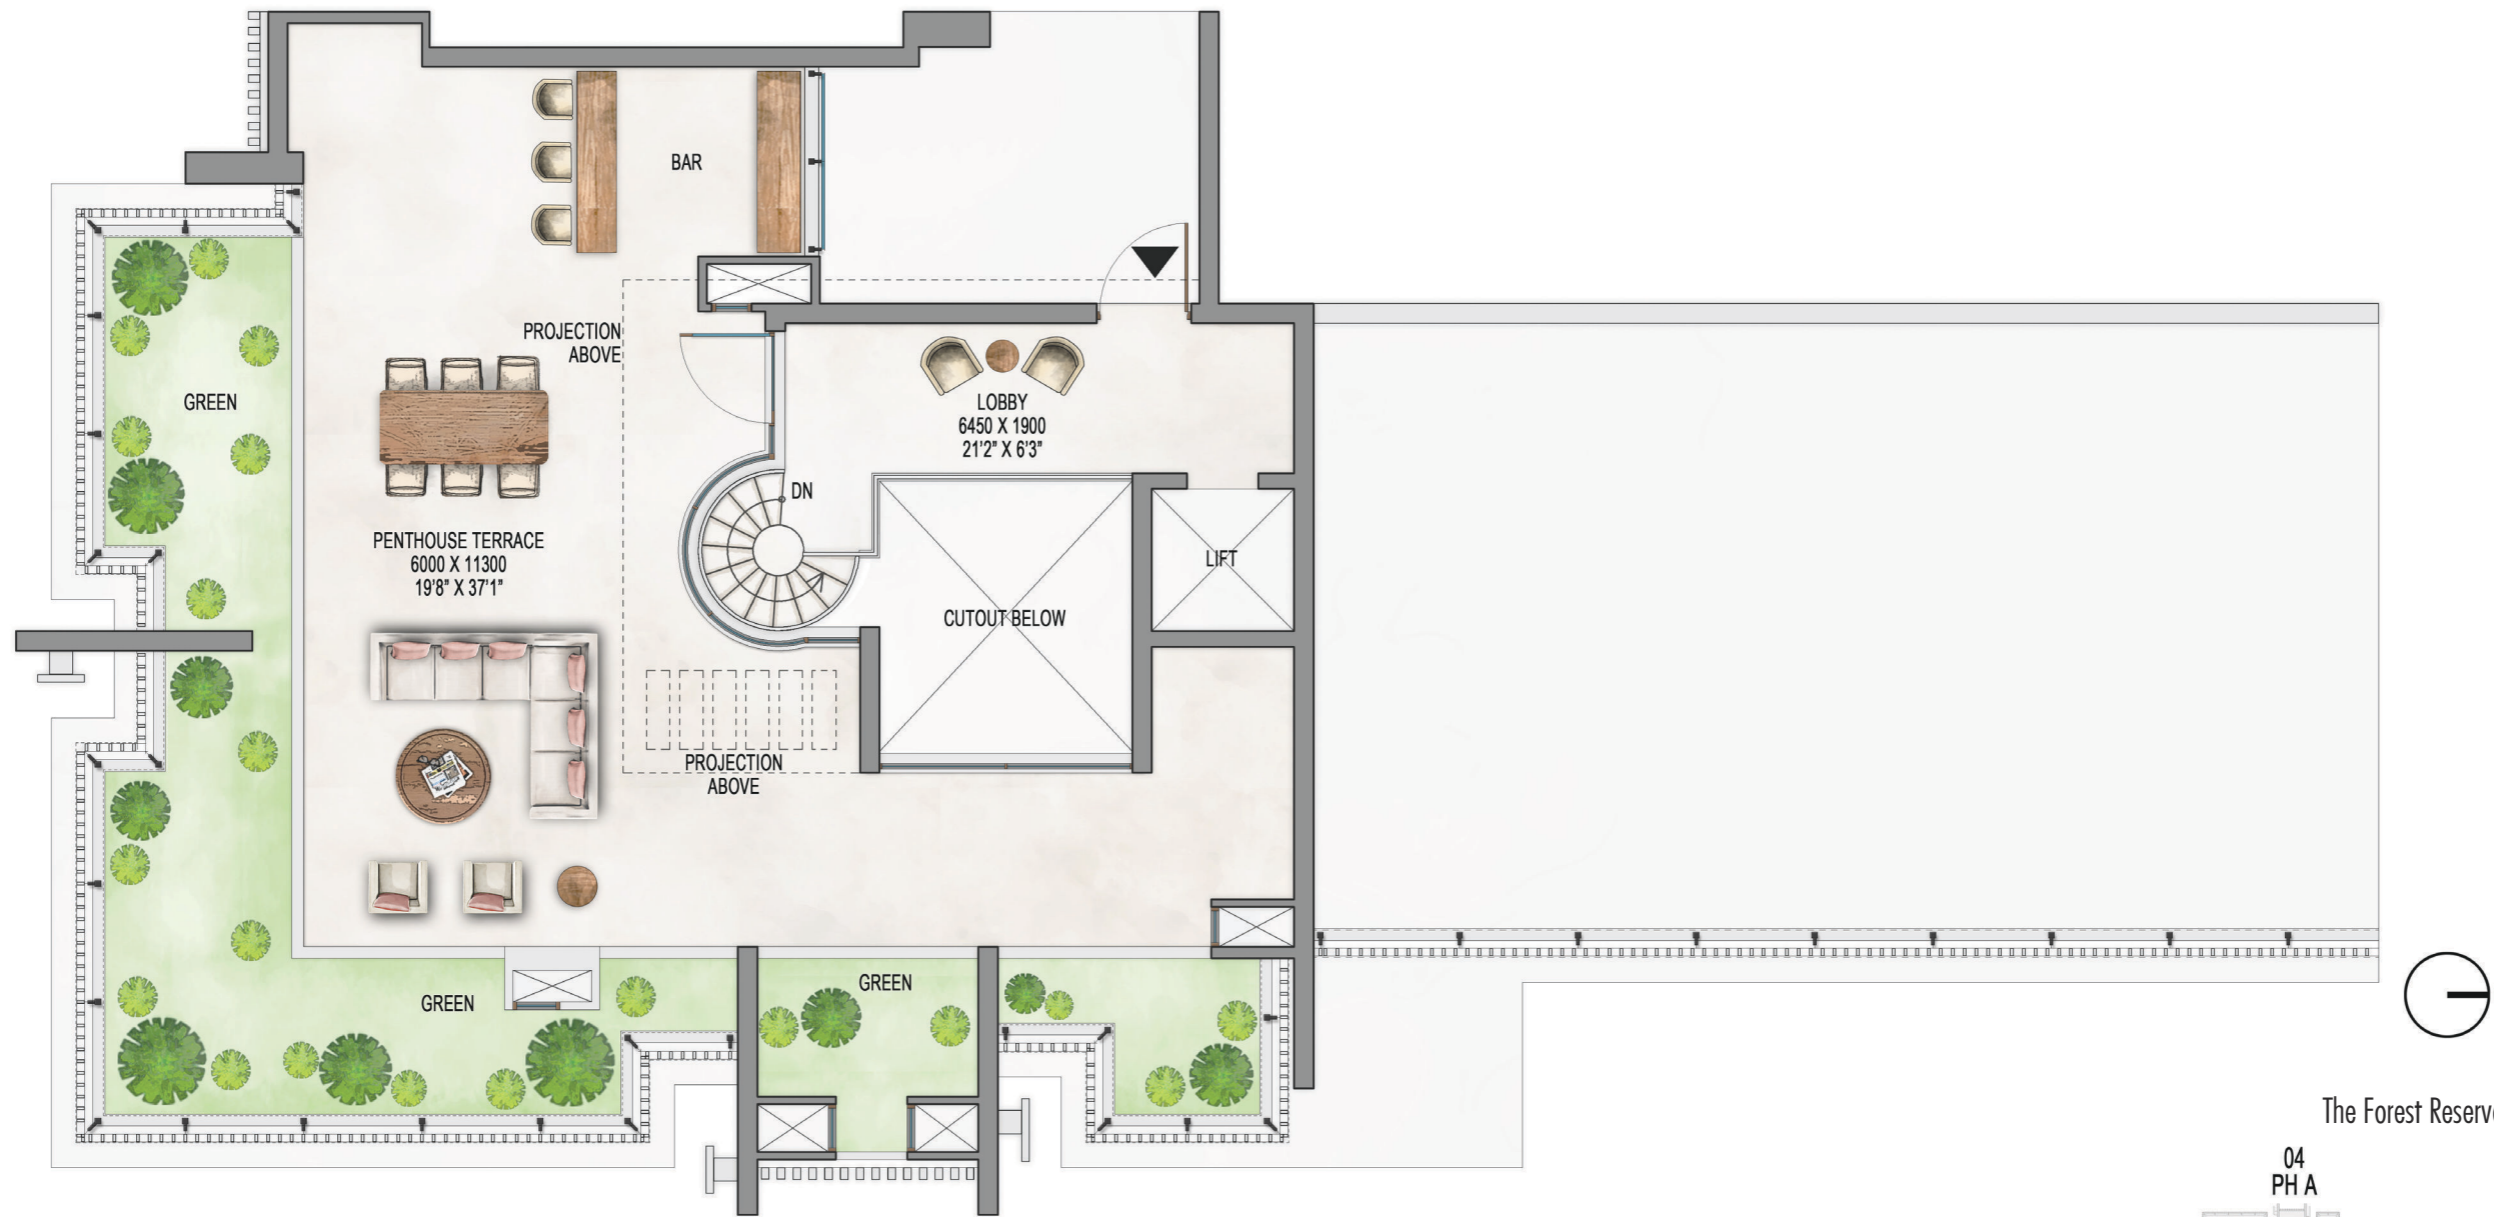 BAR
PROJECTION
ABOVE
GREEN
LOBBY
6450 X 1900
21'2" X 6'3"
DN
PENTHOUSE TERRACE
6000 X 11300
19'8" X 37'1"
LIFT
CUTOUT BELOW
PROJECTION
ABOVE
GREEN
GREEN
The Forest Reserve
04
PH A